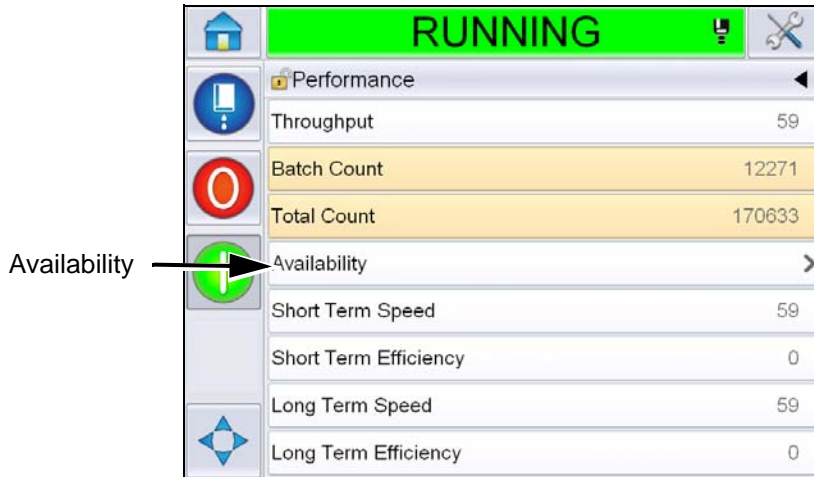 RUNNING
Performance
Throughput 59
Batch Count 12271
Total Count 170633
Availability
Availability
Short Term Speed 59
Short Term Efficiency 0
Long Term Speed 59
Long Term Efficiency 0